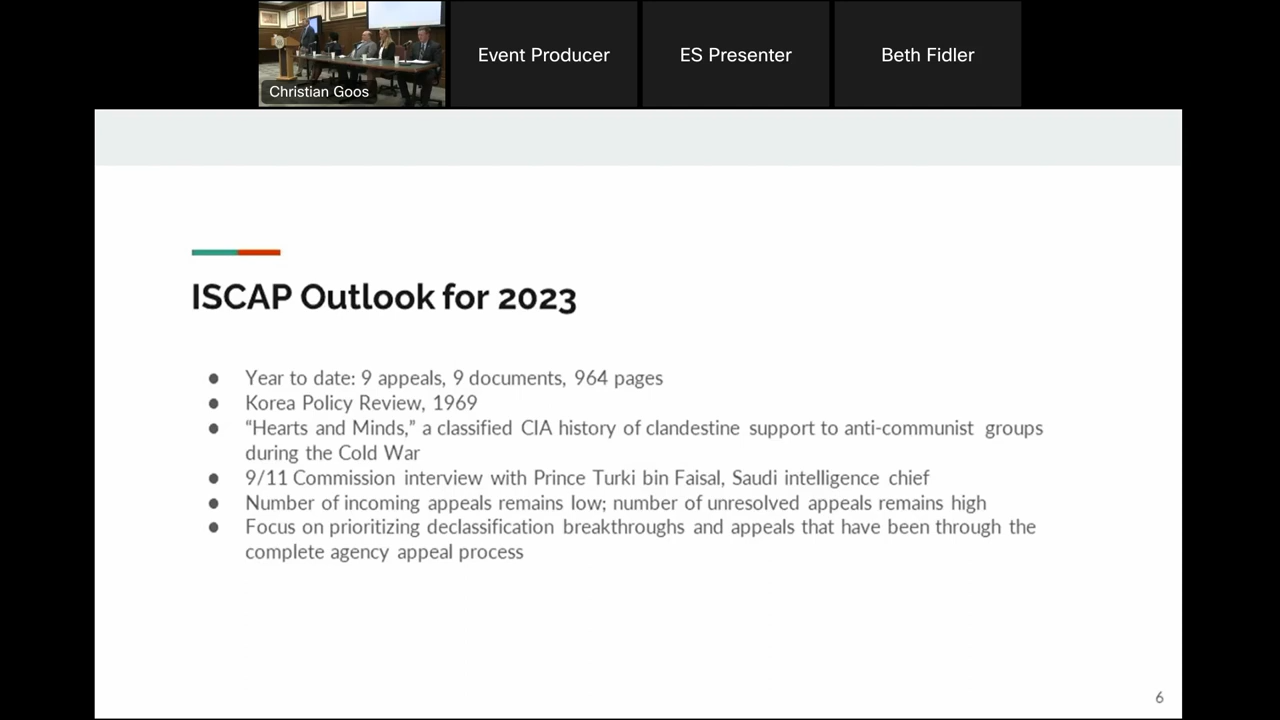 Christian Goos
Event Producer
ES Presenter
Beth Fidler
ISCAP Outlook for 2023
● Year to date: 9 appeals, 9 documents, 964 pages
● Korea Policy Review, 1969
● “Hearts and Minds,” a classified CIA history of clandestine support to anti-communist groups
during the Cold War
● 9/11 Commission interview with Prince Turki bin Faisal, Saudi intelligence chief
● Number of incoming appeals remains low; number of unresolved appeals remains high
● Focus on prioritizing declassification breakthroughs and appeals that have been through the
complete agency appeal process
6